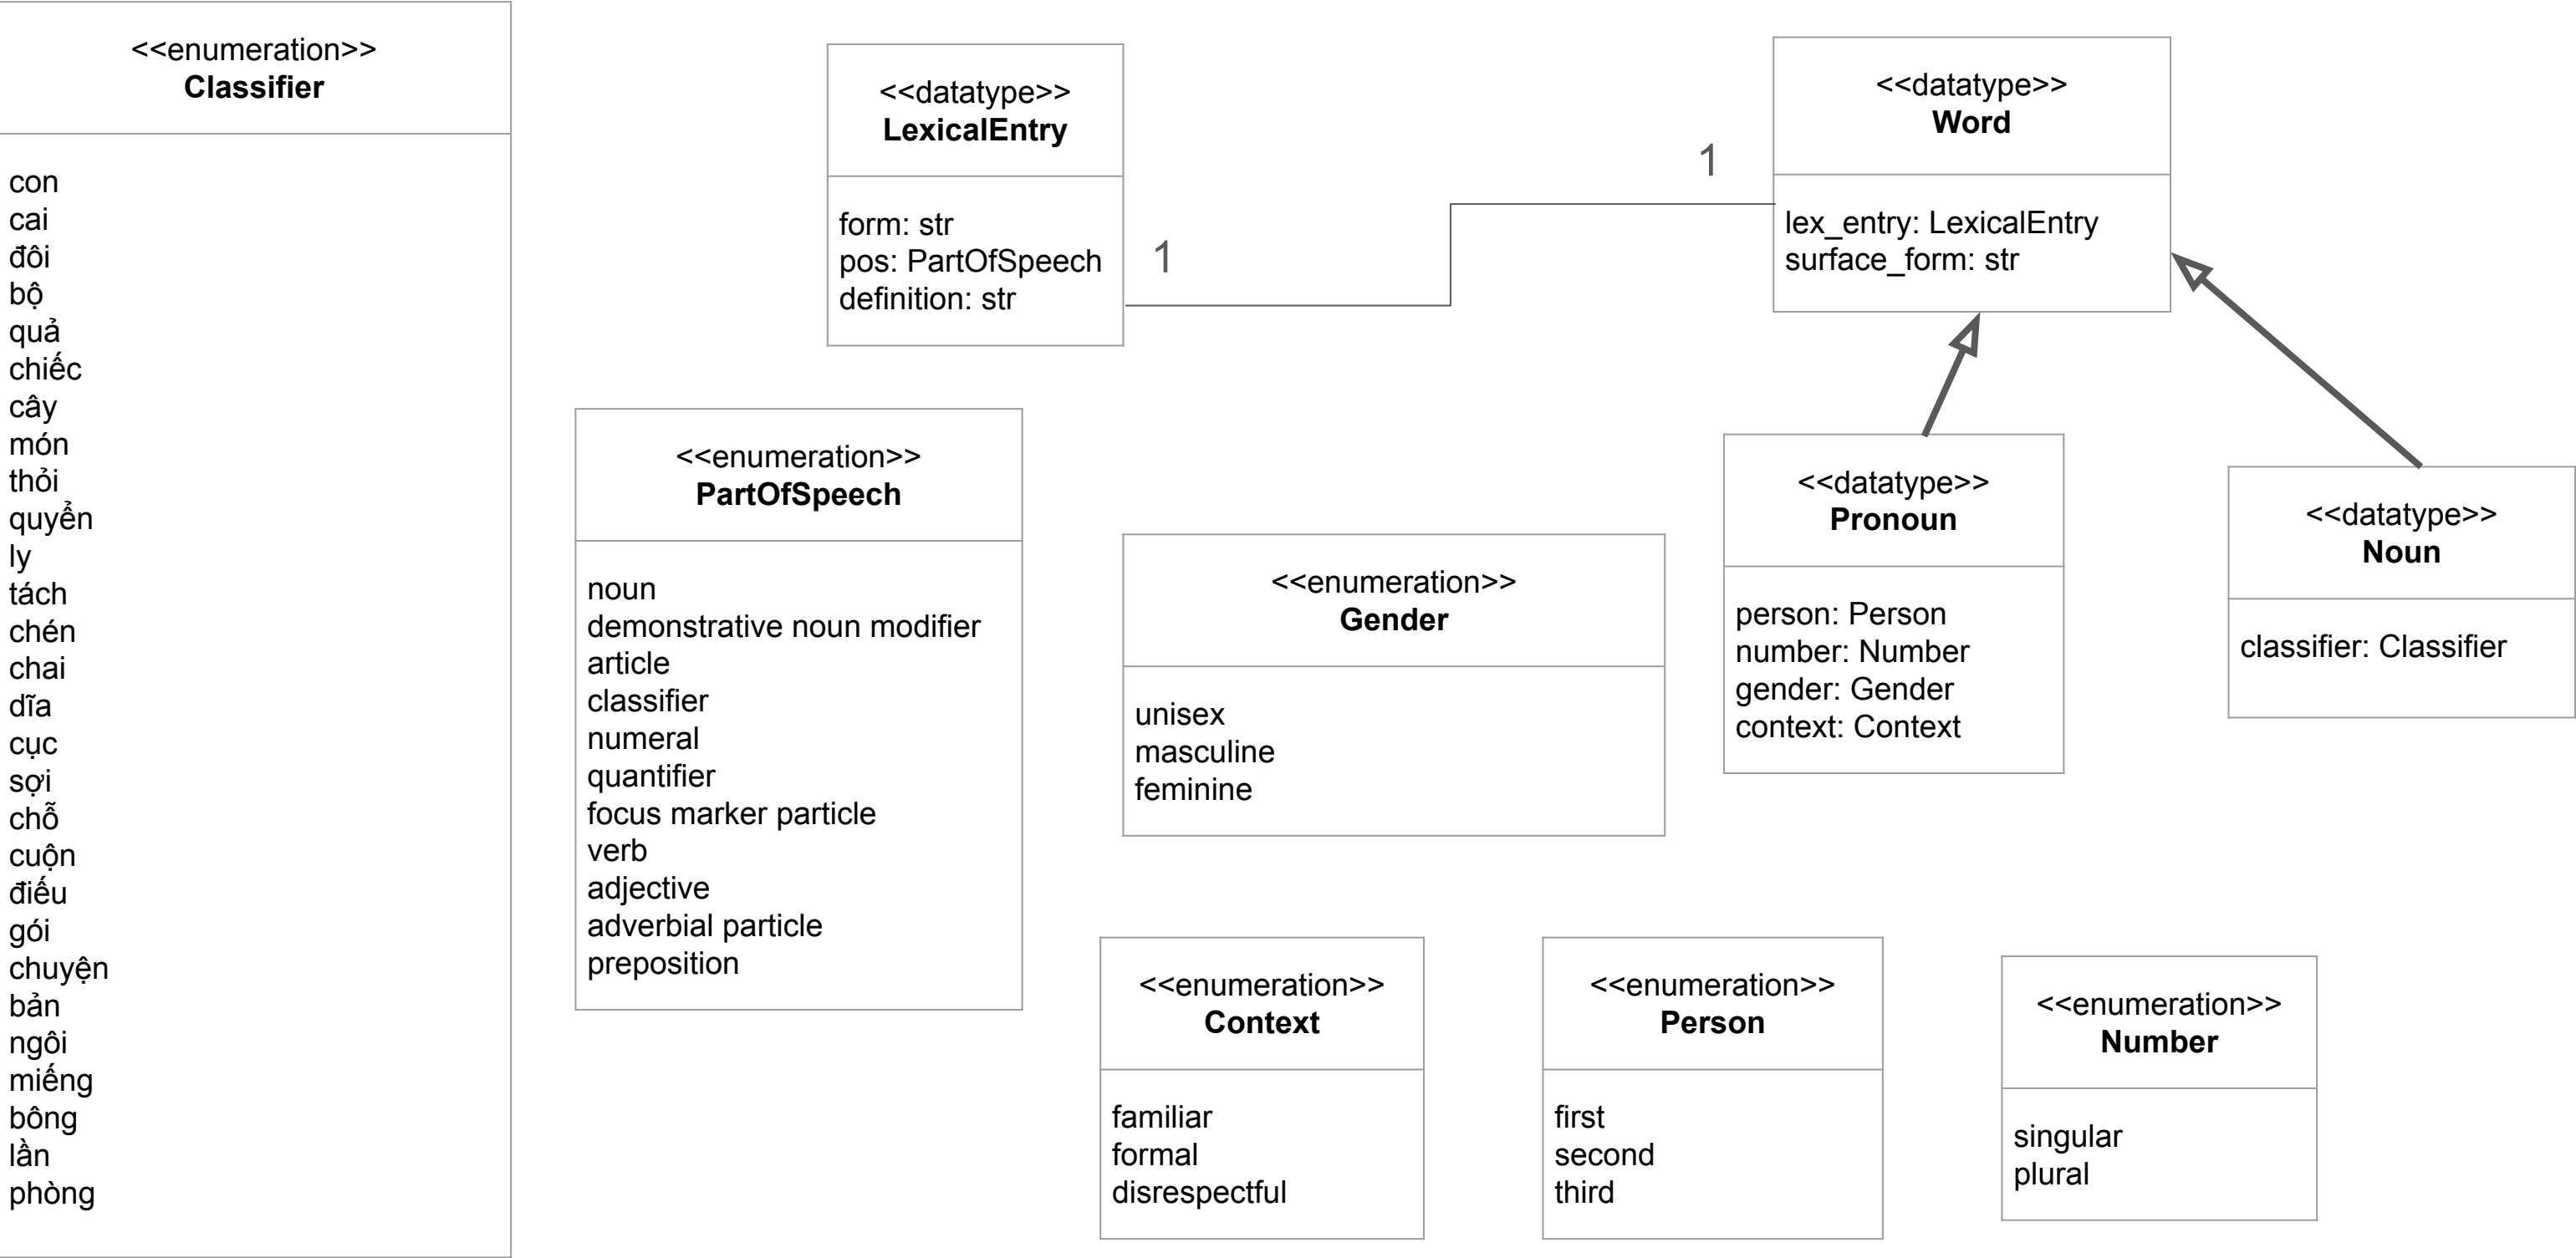 <<enumeration>>
Classifier
con
cai
đôi
bộ
quả
chiếc
cây
món
thỏi
quyển
ly
tách
chén
chai
dĩa
cục
sợi
chỗ
cuộn
điếu
gói
chuyện
bản
ngôi
miếng
bông
lần
phòng
<<datatype>>
LexicalEntry
form: str
pos: PartOfSpeech
definition: str
1
1
<<datatype>>
Word
lex_entry: LexicalEntry
surface_form: str
<<enumeration>>
PartOfSpeech
noun
demonstrative noun modifier
article
classifier
numeral
quantifier
focus marker particle
verb
adjective
adverbial particle
preposition
<<enumeration>>
Gender
unisex
masculine
feminine
<<datatype>>
Pronoun
person: Person
number: Number
gender: Gender
context: Context
<<datatype>>
Noun
classifier: Classifier
<<enumeration>>
Context
familiar
formal
disrespectful
<<enumeration>>
Person
first
second
third
<<enumeration>>
Number
singular
plural